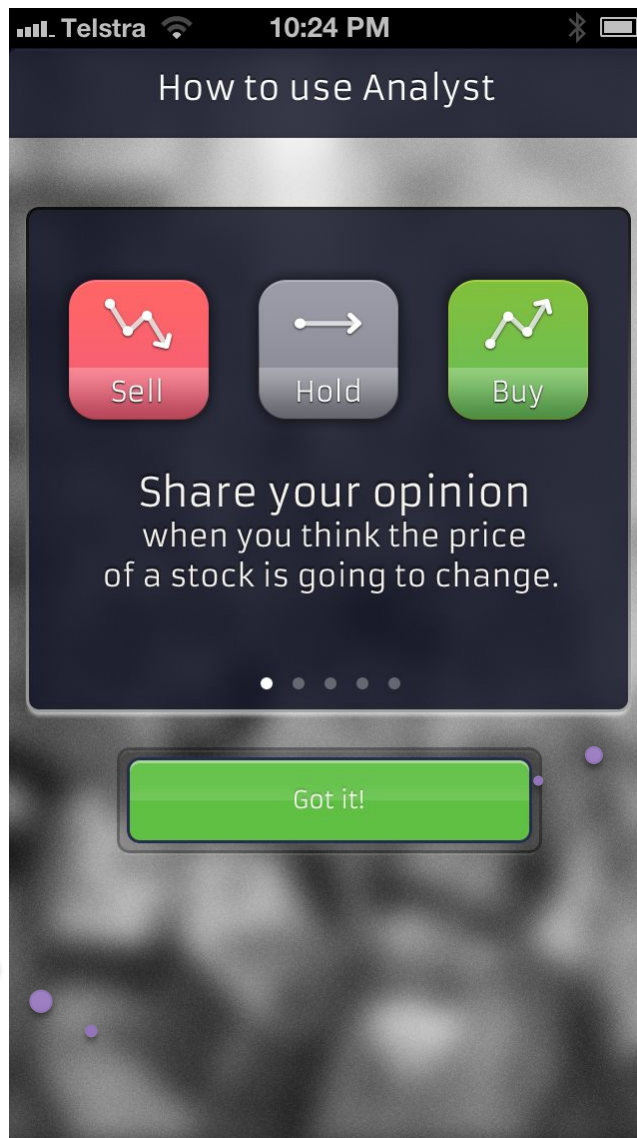 Telstra 10:24 PM
How to use Analyst
Sell Hold Buy
Share your opinion
when you think the price
of a stock is going to change.
Got it!